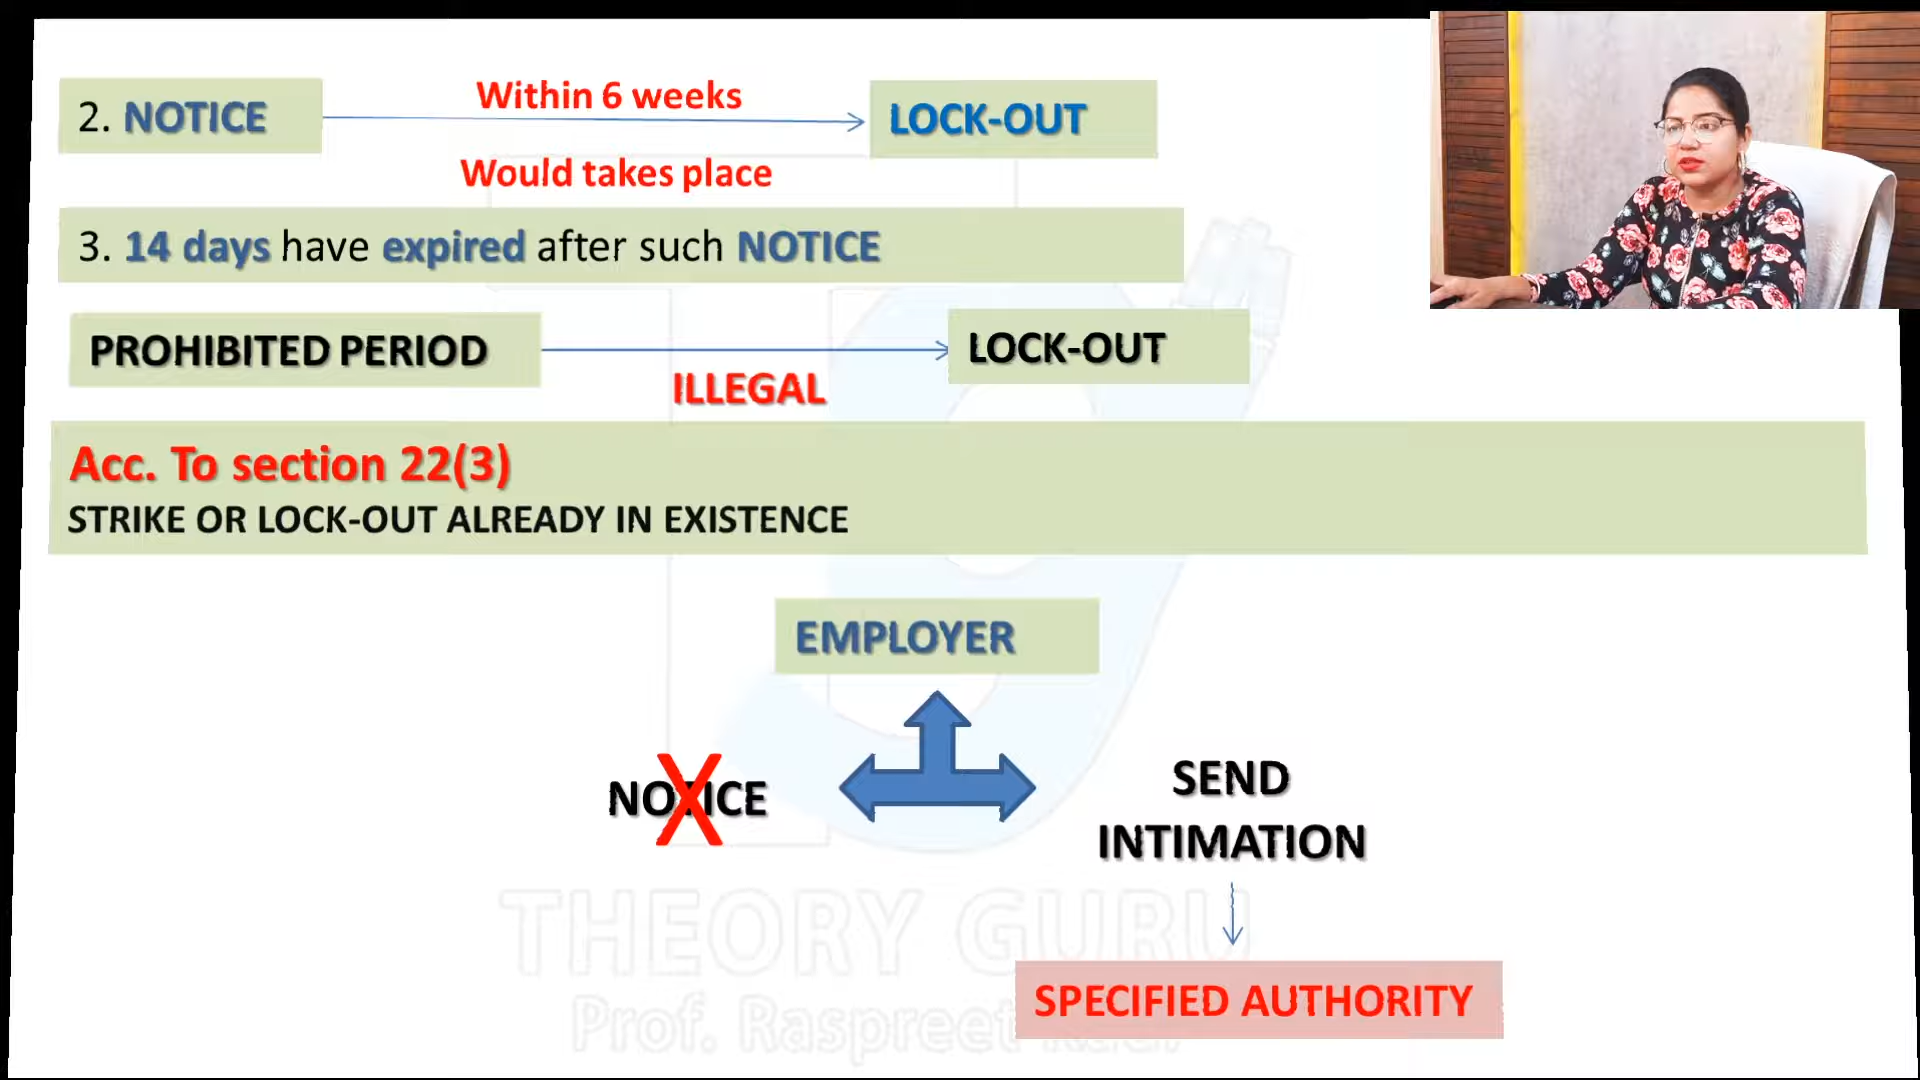 2. NOTICE
Within 6 weeks
LOCK-OUT
Would takes place
3. 14 days have expired after such NOTICE
PROHIBITED PERIOD
LOCK-OUT
ILLEGAL
Acc. To section 22(3)
STRIKE OR LOCK-OUT ALREADY IN EXISTENCE
EMPLOYER
NOTICE
X
SEND
INTIMATION
SPECIFIED AUTHORITY
THEORY GURU
Prof. Raspreet